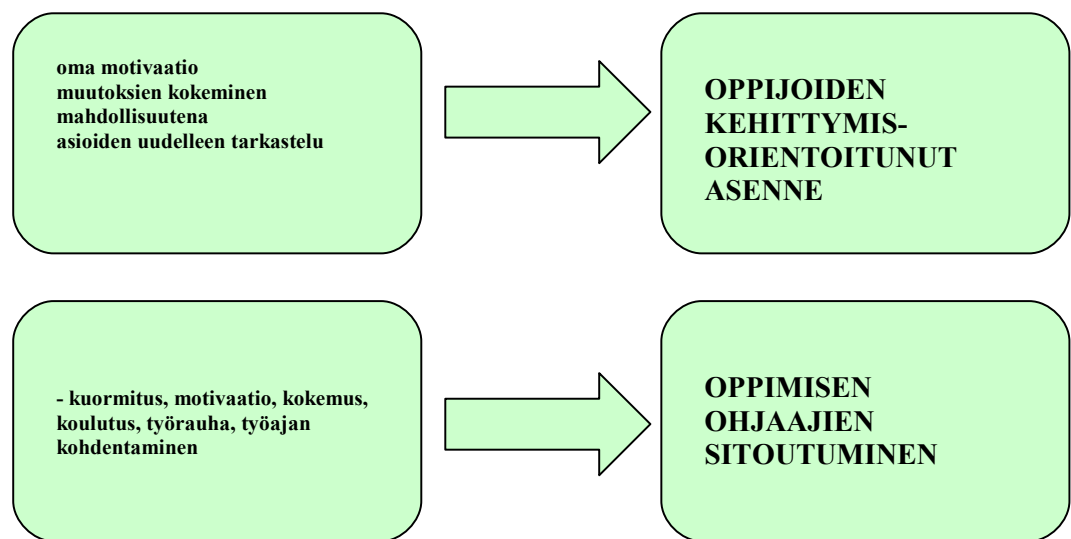 oma motivaatio
muutoksien kokeminen
mahdollisuutena
asioiden uudelleen tarkastelu
OPPIJOIDEN
KEHITTYMIS-
ORIENTOITUNUT
ASENNE
- kuormitus, motivaatio, kokemus,
koulutus, työrauha, työajan
kohdentaminen
OPPIMISEN
OHJAAJIEN
SITOUTUMINEN